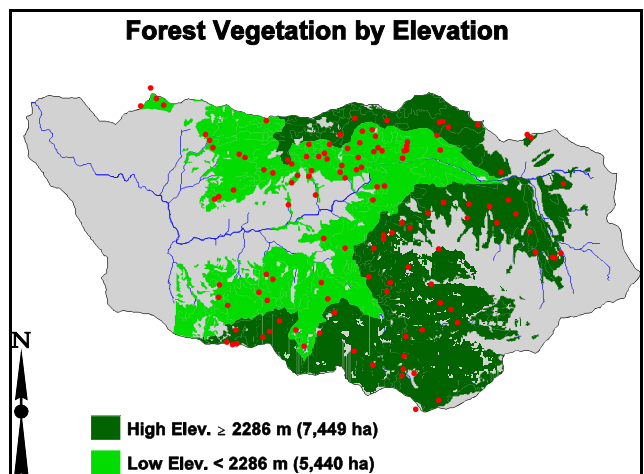 Forest Vegetation by Elevation
N
High Elev. ≥ 2286 m (7,449 ha)
Low Elev. < 2286 m (5,440 ha)